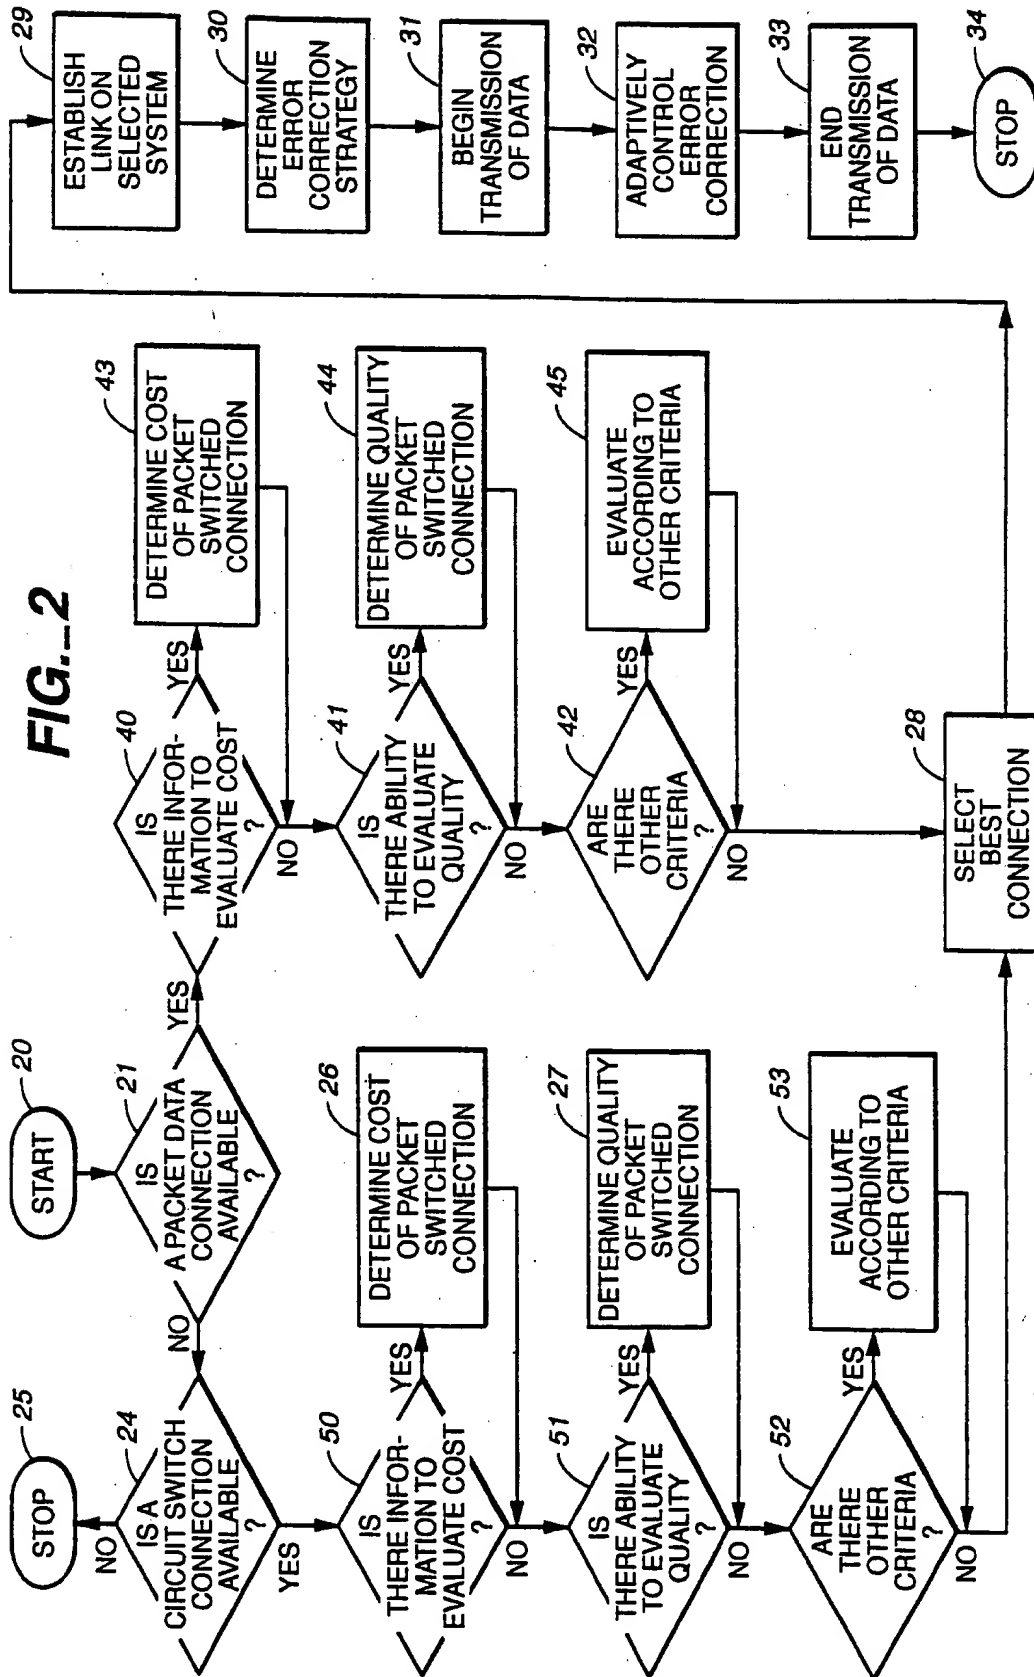 FIG._2
START
20
IS
A PACKET DATA
CONNECTION
AVAILABLE
?
21
YES
NO
IS A
CIRCUIT SWITCH
CONNECTION
AVAILABLE
?
24
NO
YES
STOP
25
IS
THERE INFOR-
MATION TO
EVALUATE COST
?
50
YES
NO
DETERMINE COST
OF PACKET
SWITCHED
CONNECTION
26
IS
THERE ABILITY
TO EVALUATE
QUALITY
?
51
YES
NO
DETERMINE QUALITY
OF PACKET
SWITCHED
CONNECTION
27
ARE
THERE
OTHER
CRITERIA
?
52
YES
NO
EVALUATE
ACCORDING TO
OTHER CRITERIA
53
IS
THERE INFOR-
MATION TO
EVALUATE COST
?
40
YES
NO
DETERMINE COST
OF PACKET
SWITCHED
CONNECTION
43
IS
THERE ABILITY
TO EVALUATE
QUALITY
?
41
YES
NO
DETERMINE QUALITY
OF PACKET
SWITCHED
CONNECTION
44
ARE
THERE
OTHER
CRITERIA
?
42
YES
NO
EVALUATE
ACCORDING TO
OTHER CRITERIA
45
SELECT
BEST
CONNECTION
28
ESTABLISH
LINK ON
SELECTED
SYSTEM
29
DETERMINE
ERROR
CORRECTION
STRATEGY
30
BEGIN
TRANSMISSION
OF DATA
31
ADAPTIVELY
CONTROL
ERROR
CORRECTION
32
END
TRANSMISSION
OF DATA
33
STOP
34